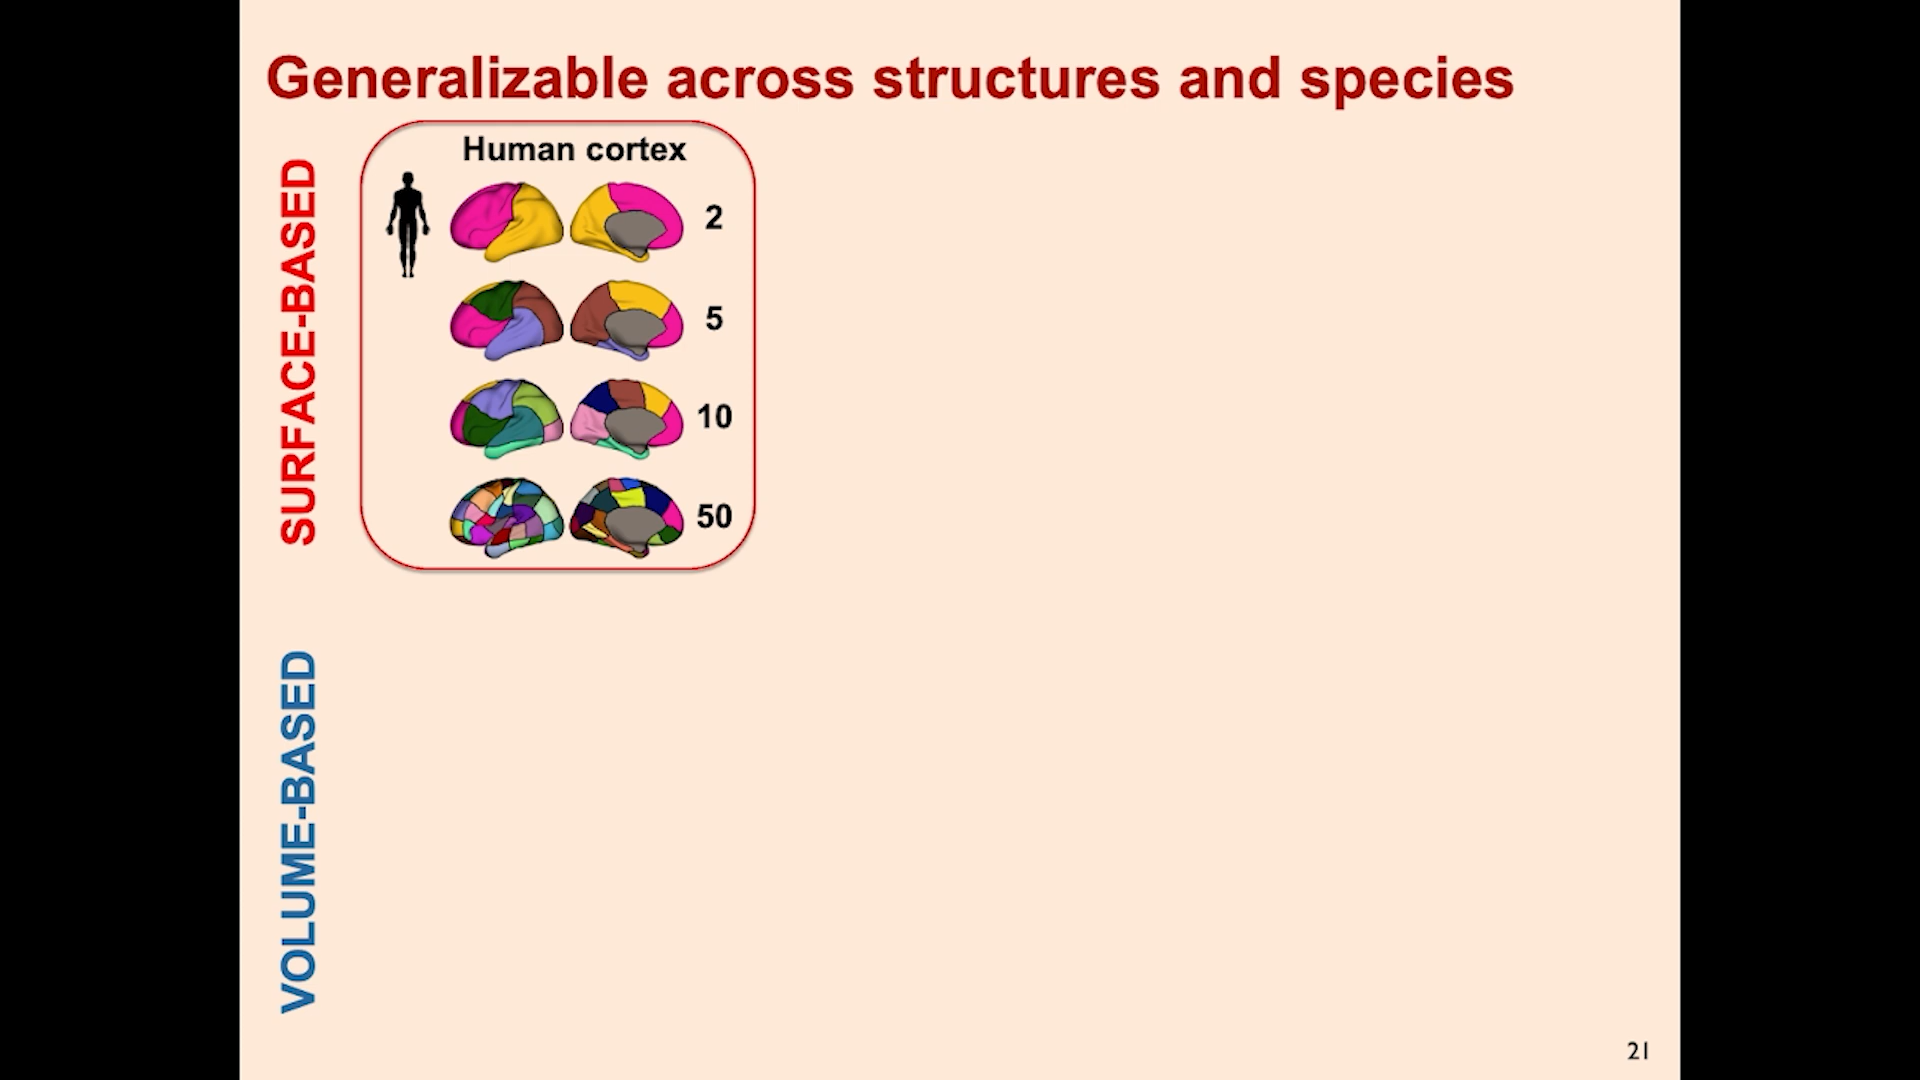 Generalizable across structures and species
SURFACE-BASED
Human cortex
2
5
10
50
VOLUME-BASED
21